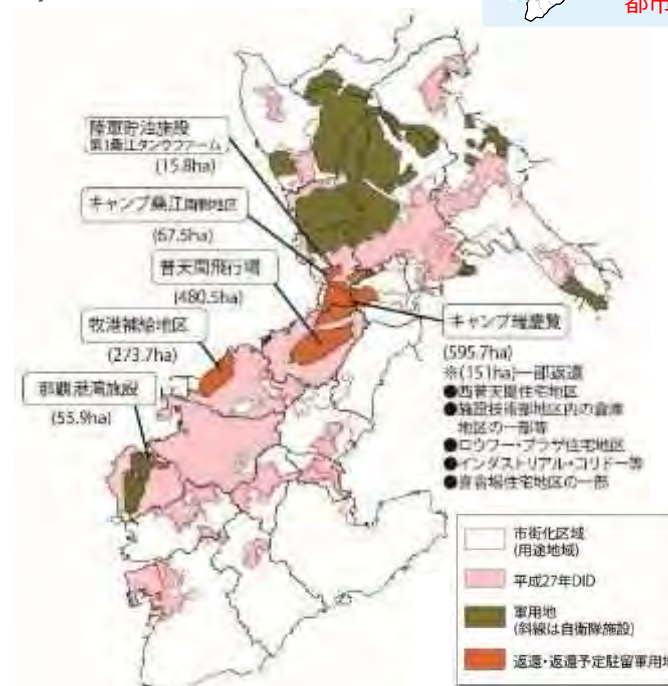 都市
陸軍貯油施設
第1桑江タンクファーム
(15.8ha)
キャンプ桑江南側地区
(67.5ha)
普天間飛行場
(480.5ha)
牧港補給地区
(273.7ha)
那覇港湾施設
(55.9ha)
キャンプ瑞慶覧
(595.7ha)
※(151ha)一部返還
●西普天間住宅地区
●施設技術部地区内の倉庫
地区の一部等
●ロウワー・プラザ住宅地区
●インダストリアル・コリドー等
●喜舎場住宅地区の一部
市街化区域
(用途地域)
平成27年DID
軍用地
(斜線は自衛隊施設)
返還・返還予定駐留軍用地